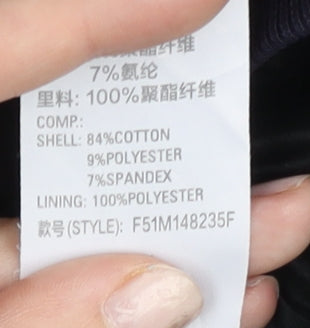 聚酯纤维
7%氨纶
里料: 100%聚酯纤维
COMP.:
SHELL: 84%COTTON
9%POLYESTER
7%SPANDEX
LINING: 100%POLYESTER
款号(STYLE): F51M148235F